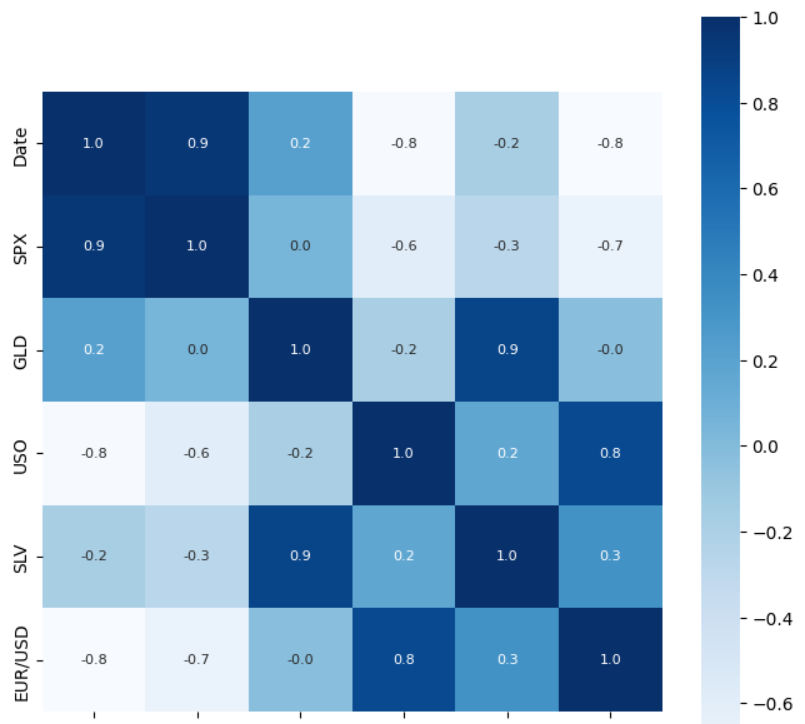 1.0
Date 1.0 0.9 0.2 -0.8 -0.2 -0.8
0.8
SPX 0.9 1.0 0.0 -0.6 -0.3 -0.7
0.6
0.4
GLD 0.2 0.0 1.0 -0.2 0.9 -0.0
0.2
0.0
USO -0.8 -0.6 -0.2 1.0 0.2 0.8
−0.2
SLV -0.2 -0.3 0.9 0.2 1.0 0.3
−0.4
EUR/USD -0.8 -0.7 -0.0 0.8 0.3 1.0
−0.6